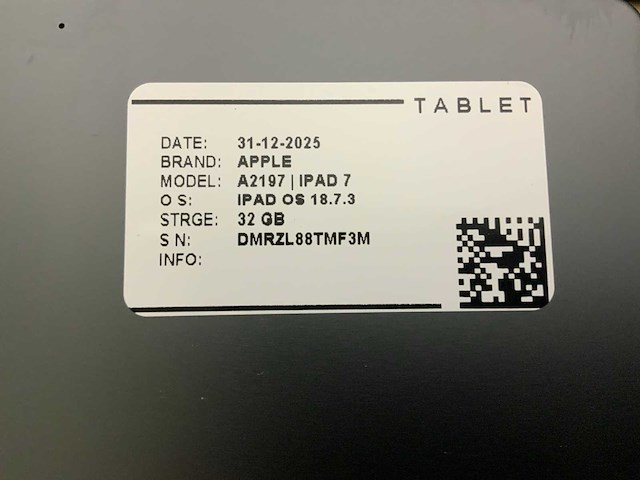 TABLET
DATE: 31-12-2025
BRAND: APPLE
MODEL: A2197 | IPAD 7
O S: IPAD OS 18.7.3
STRGE: 32 GB
S N: DMRZL88TMF3M
INFO: